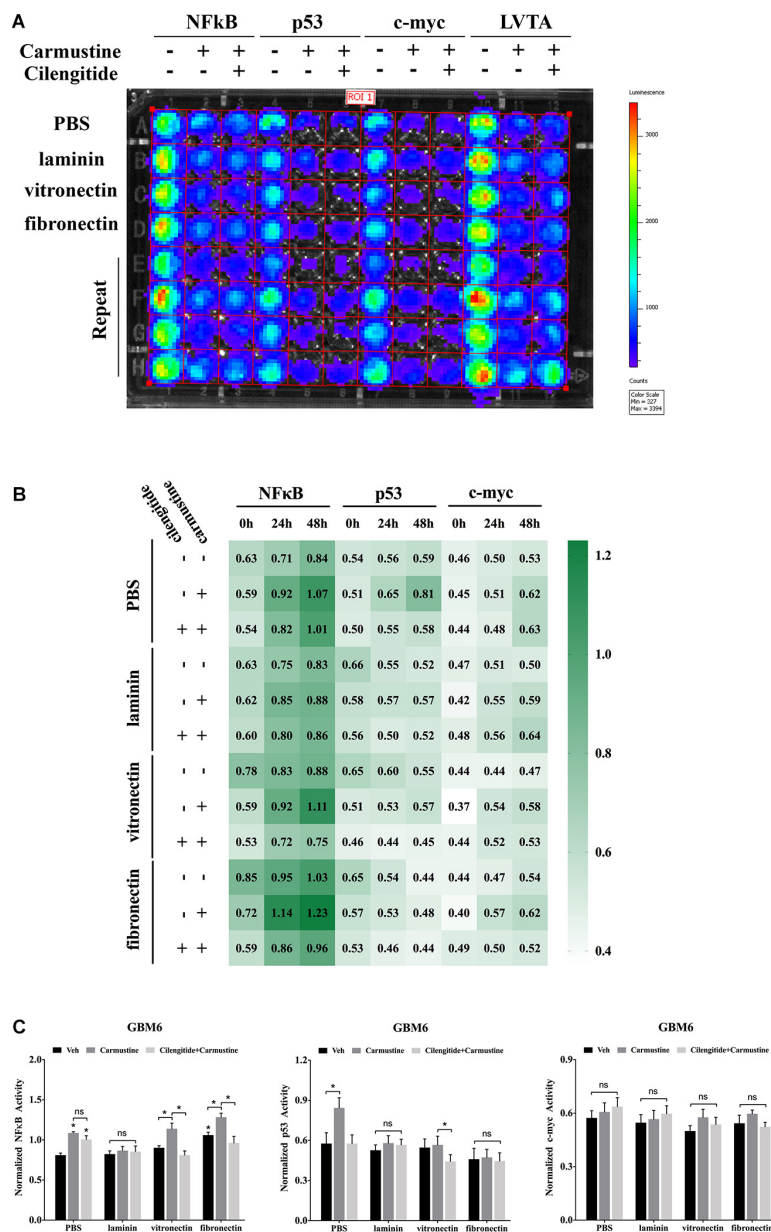 A
NFkB p53 c-myc LVTA
Carmustine - + + - + + - + + - + +
Cilengitide - - + - - + - - + - - +
ROI 1
PBS
laminin
vitronectin
fibronectin
Repeat
A
B
C
D
E
F
G
H
Luminescence
3000
2000
1000
Counts
Color Scale
Min = 327
Max = 3394
B
cilengitide carmustine
NFκB p53 c-myc
0h 24h 48h 0h 24h 48h 0h 24h 48h
PBS
- - 0.63 0.71 0.84 0.54 0.56 0.59 0.46 0.50 0.53
- + 0.59 0.92 1.07 0.51 0.65 0.81 0.45 0.51 0.62
+ + 0.54 0.82 1.01 0.50 0.55 0.58 0.44 0.48 0.63
laminin
- - 0.63 0.75 0.83 0.66 0.55 0.52 0.47 0.51 0.50
- + 0.62 0.85 0.88 0.58 0.57 0.57 0.42 0.55 0.59
+ + 0.60 0.80 0.86 0.56 0.50 0.52 0.48 0.56 0.64
vitronectin
- - 0.78 0.83 0.88 0.65 0.60 0.55 0.44 0.44 0.47
- + 0.59 0.92 1.11 0.51 0.53 0.57 0.37 0.54 0.58
+ + 0.53 0.72 0.75 0.46 0.44 0.45 0.44 0.52 0.53
fibronectin
- - 0.85 0.95 1.03 0.65 0.54 0.44 0.44 0.47 0.54
- + 0.72 1.14 1.23 0.57 0.53 0.48 0.40 0.57 0.62
+ + 0.59 0.86 0.96 0.53 0.46 0.44 0.49 0.50 0.52
1.2
1.0
0.8
0.6
0.4
C
GBM6
Veh Carmustine Cilengitide+Carmustine
Normalized NFκB Activity
2.0
1.5
1.0
0.5
0.0
ns
* *
ns
* *
* *
*
PBS laminin vitronectin fibronectin
GBM6
Veh Carmustine Cilengitide+Carmustine
Normalized p53 Activity
1.2
0.9
0.6
0.3
0.0
*
ns
*
ns
PBS laminin vitronectin fibronectin
GBM6
Veh Carmustine Cilengitide+Carmustine
Normalized c-myc Activity
0.9
0.6
0.3
0.0
ns ns ns ns
PBS laminin vitronectin fibronectin